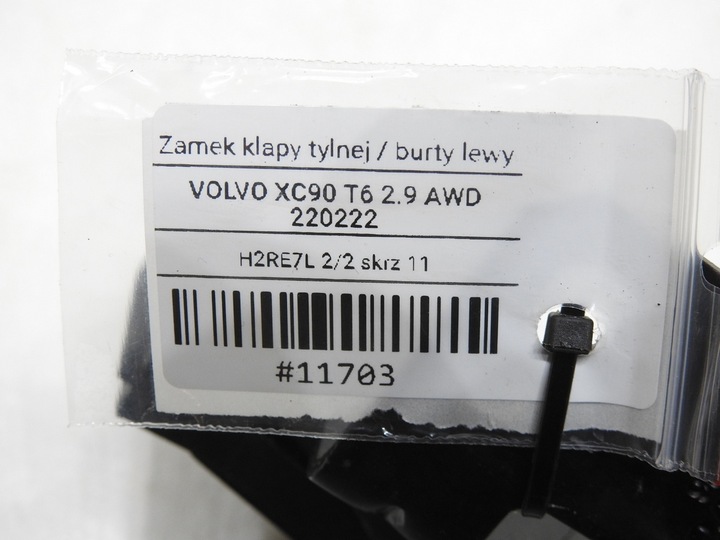 Zamek klapy tylnej / burty lewy
VOLVO XC90 T6 2.9 AWD
220222
H2RE7L 2/2 skrz 11
#11703